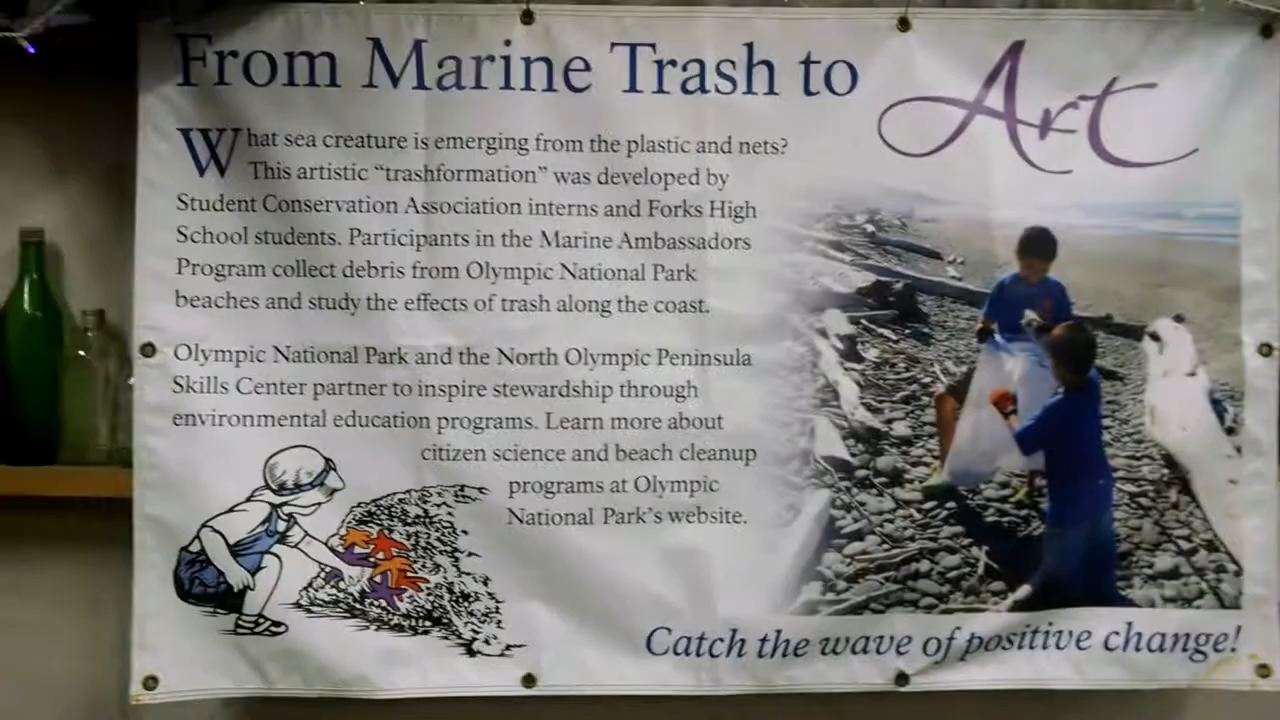 From Marine Trash to Art
What sea creature is emerging from the plastic and nets?
This artistic “trashformation” was developed by
Student Conservation Association interns and Forks High
School students. Participants in the Marine Ambassadors
Program collect debris from Olympic National Park
beaches and study the effects of trash along the coast.
Olympic National Park and the North Olympic Peninsula
Skills Center partner to inspire stewardship through
environmental education programs. Learn more about
citizen science and beach cleanup
programs at Olympic
National Park’s website.
Catch the wave of positive change!